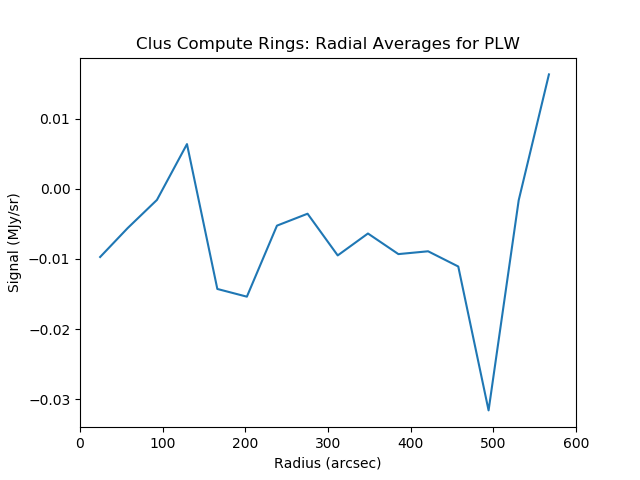 Clus Compute Rings: Radial Averages for PLW
Signal (MJy/sr)
0.01
0.00
−0.01
−0.02
−0.03
0 100 200 300 400 500 600
Radius (arcsec)